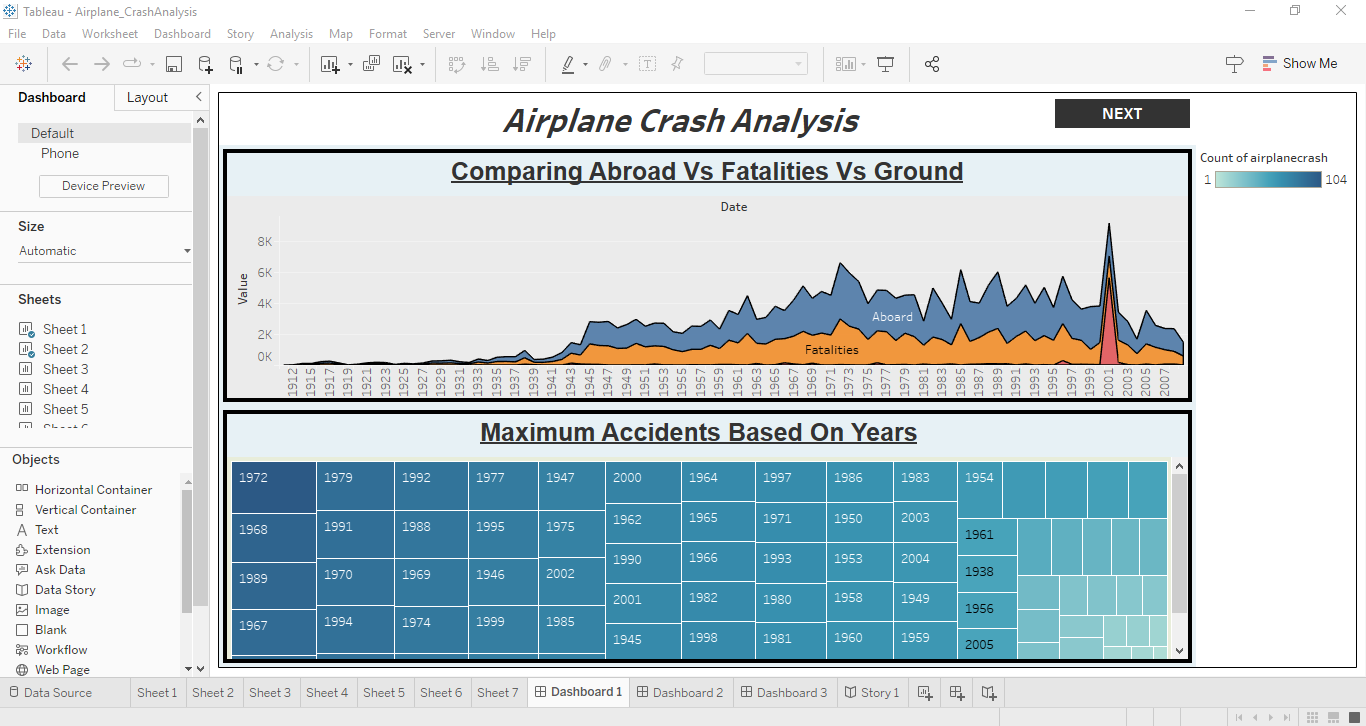 Tableau - Airplane_CrashAnalysis
File Data Worksheet Dashboard Story Analysis Map Format Server Window Help
Show Me
Dashboard Layout
Default
Phone
Device Preview
Size
Automatic
Sheets
Sheet 1
Sheet 2
Sheet 3
Sheet 4
Sheet 5
Objects
Horizontal Container
Vertical Container
Text
Extension
Ask Data
Data Story
Image
Blank
Workflow
Web Page
Airplane Crash Analysis
NEXT
Count of airplanecrash
1 104
Comparing Abroad Vs Fatalities Vs Ground
Date
Value
8K
6K
4K
2K
0K
Aboard
Fatalities
1912 1915 1917 1919 1921 1923 1925 1927 1929 1931 1933 1935 1937 1939 1941 1943 1945 1947 1949 1951 1953 1955 1957 1959 1961 1963 1965 1967 1969 1971 1973 1975 1977 1979 1981 1983 1985 1987 1989 1991 1993 1995 1997 1999 2001 2003 2005 2007
Maximum Accidents Based On Years
1972 1979 1992 1977 1947 2000 1964 1997 1986 1983 1954
1968 1991 1988 1995 1975 1962 1965 1971 1950 2003 1961
1989 1970 1969 1946 2002 1990 1966 1993 1953 2004 1938
1967 1994 1974 1999 1985 2001 1982 1980 1958 1949 1956
1945 1998 1981 1960 1959 2005
Data Source Sheet 1 Sheet 2 Sheet 3 Sheet 4 Sheet 5 Sheet 6 Sheet 7 Dashboard 1 Dashboard 2 Dashboard 3 Story 1